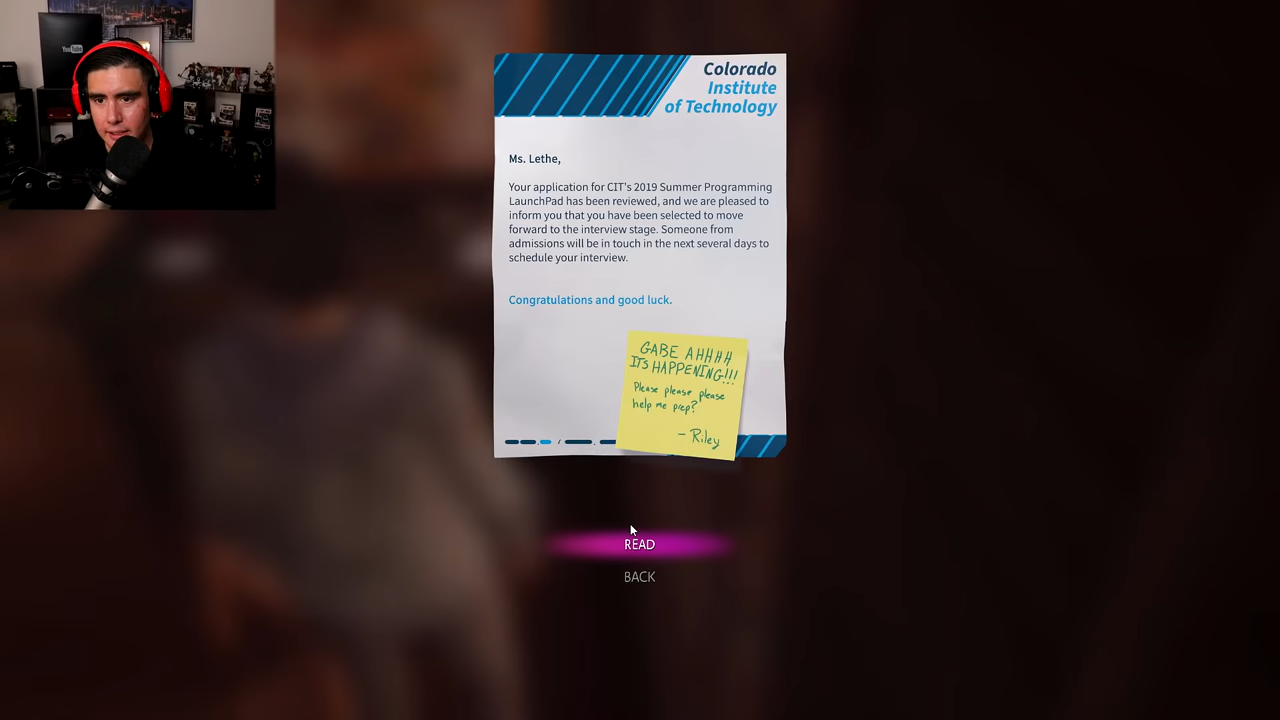 Colorado
Institute
of Technology
Ms. Lethe,
Your application for CIT's 2019 Summer Programming
LaunchPad has been reviewed, and we are pleased to
inform you that you have been selected to move
forward to the interview stage. Someone from
admissions will be in touch in the next several days to
schedule your interview.
Congratulations and good luck.
GABE AHHHH
ITS HAPPENING!!!
Please please please
help me prep?
- Riley
READ
BACK